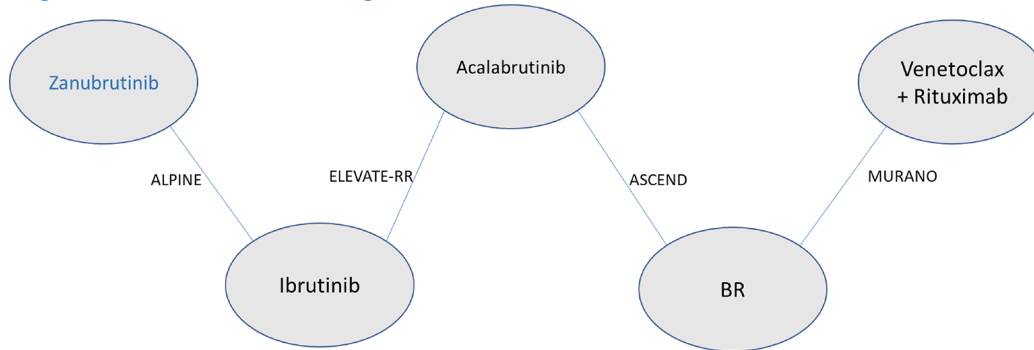 Zanubrutinib
Acalabrutinib
Venetoclax
+ Rituximab
ALPINE
ELEVATE-RR
ASCEND
MURANO
Ibrutinib
BR